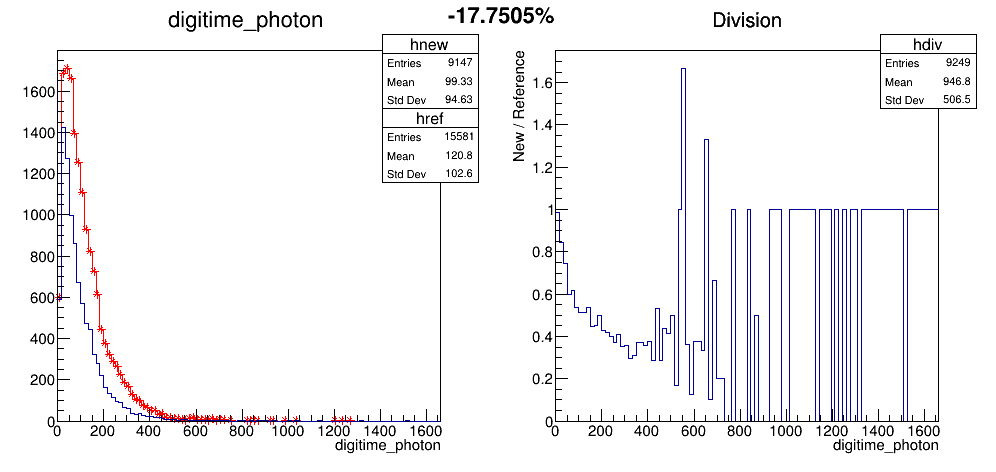 -17.7505%
digitime_photon
hnew
Entries 9147
Mean 99.33
Std Dev 94.63
href
Entries 15581
Mean 120.8
Std Dev 102.6
1600
1400
1200
1000
800
600
400
200
0
0 200 400 600 800 1000 1200 1400 1600
digitime_photon
Division
hdiv
Entries 9249
Mean 946.8
Std Dev 506.5
New / Reference
1.6
1.4
1.2
1
0.8
0.6
0.4
0.2
0
0 200 400 600 800 1000 1200 1400 1600
digitime_photon